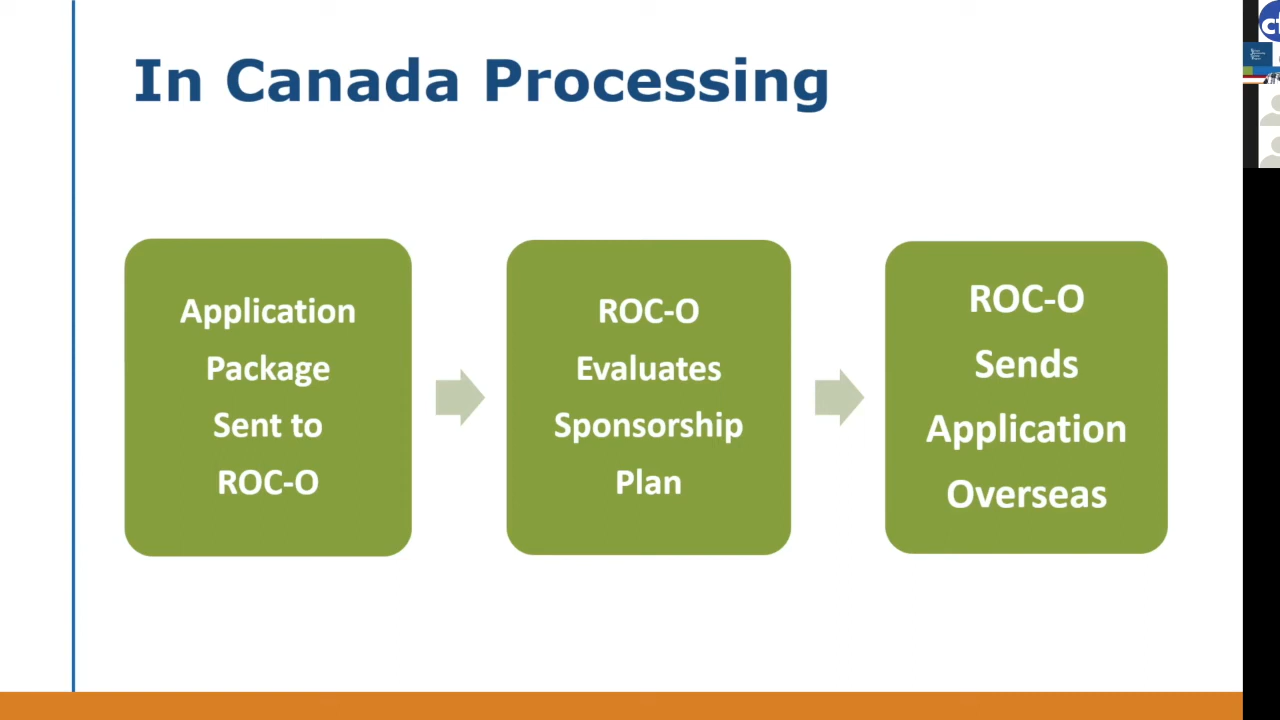 In Canada Processing
Application
Package
Sent to
ROC-O
ROC-O
Evaluates
Sponsorship
Plan
ROC-O
Sends
Application
Overseas